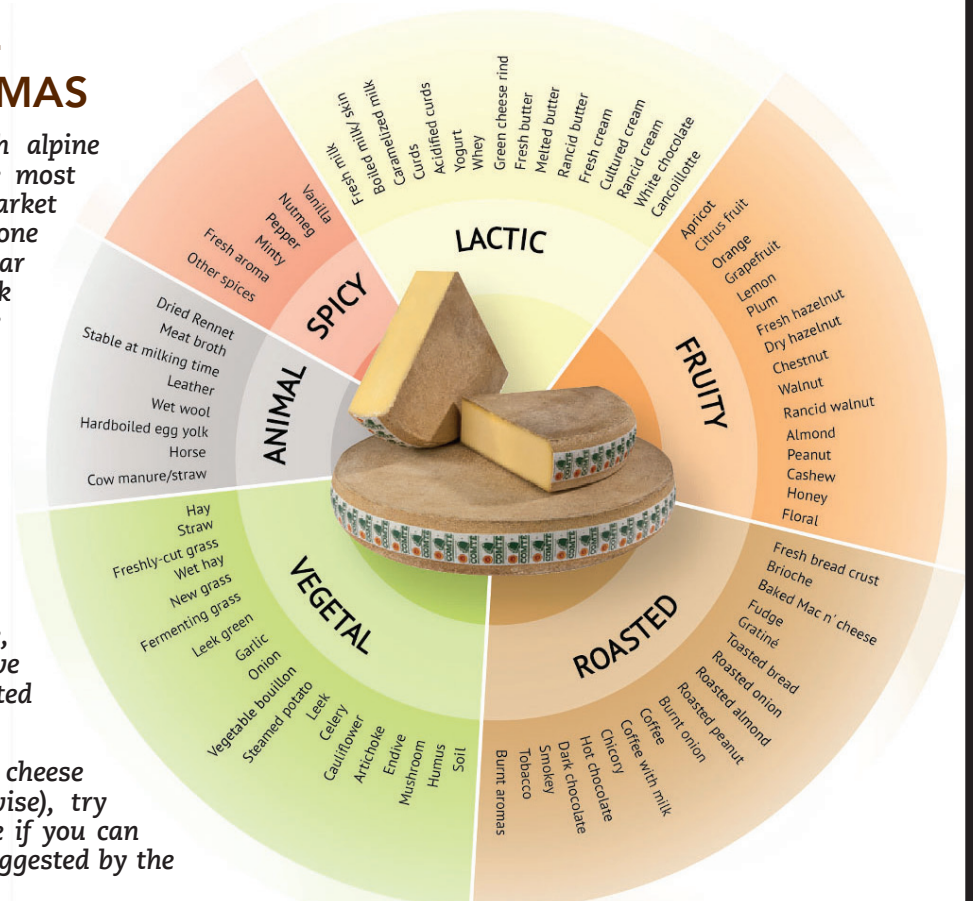 MAS
alpine
most
arket
one
ar
k
,
ve
ted
cheese
vise), try
e if you can
ggested by the
LACTIC
Fresh milk
Boiled milk/ skin
Caramelized milk
Curds
Acidified curds
Yogurt
Whey
Green cheese rind
Fresh butter
Melted butter
Rancid butter
Fresh cream
Cultured cream
Rancid cream
White chocolate
Cancoillotte
FRUITY
Apricot
Citrus fruit
Orange
Grapefruit
Lemon
Plum
Fresh hazelnut
Dry hazelnut
Chestnut
Walnut
Rancid walnut
Almond
Peanut
Cashew
Honey
Floral
ROASTED
Fresh bread crust
Brioche
Baked Mac n´cheese
Fudge
Gratiné
Toasted bread
Roasted onion
Roasted almond
Roasted peanut
Burnt onion
Coffee
Coffee with milk
Chicory
Hot chocolate
Dark chocolate
Smokey
Tobacco
Burnt aromas
VEGETAL
Hay
Straw
Freshly-cut grass
Wet hay
New grass
Fermenting grass
Leek green
Garlic
Onion
Vegetable bouillon
Steamed potato
Leek
Celery
Cauliflower
Artichoke
Endive
Mushroom
Humus
Soil
ANIMAL
Dried Rennet
Meat broth
Stable at milking time
Leather
Wet wool
Hardboiled egg yolk
Horse
Cow manure/straw
SPICY
Vanilla
Nutmeg
Pepper
Minty
Fresh aroma
Other spices
COMTÉ